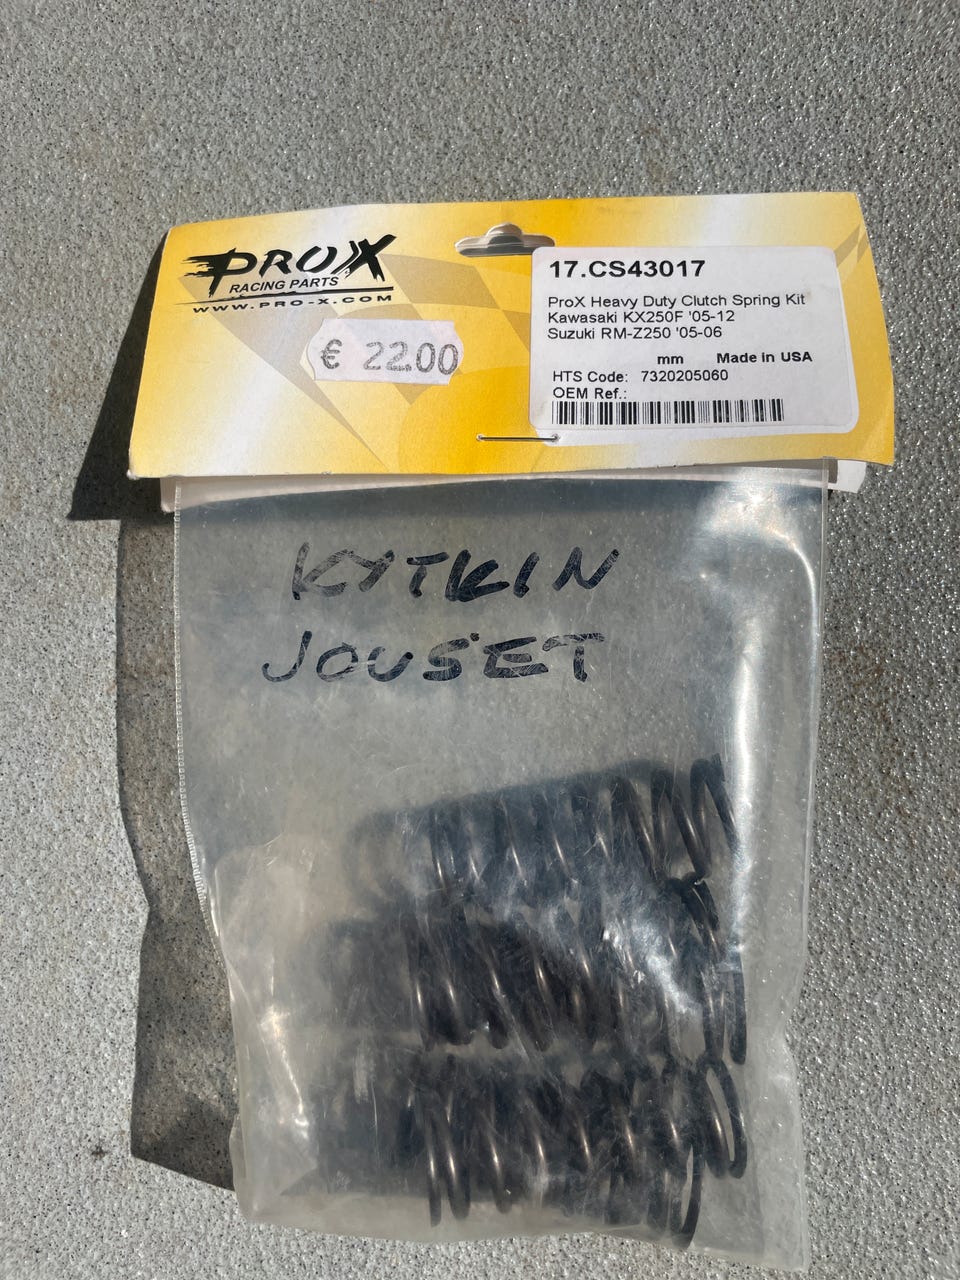 PROX
RACING PARTS
WWW.PRO-X.COM
€ 22.00
17.CS43017
ProX Heavy Duty Clutch Spring Kit
Kawasaki KX250F '05-12
Suzuki RM-Z250 '05-06
mm Made in USA
HTS Code: 7320205060
OEM Ref.:
KYTKIN
JOUSET